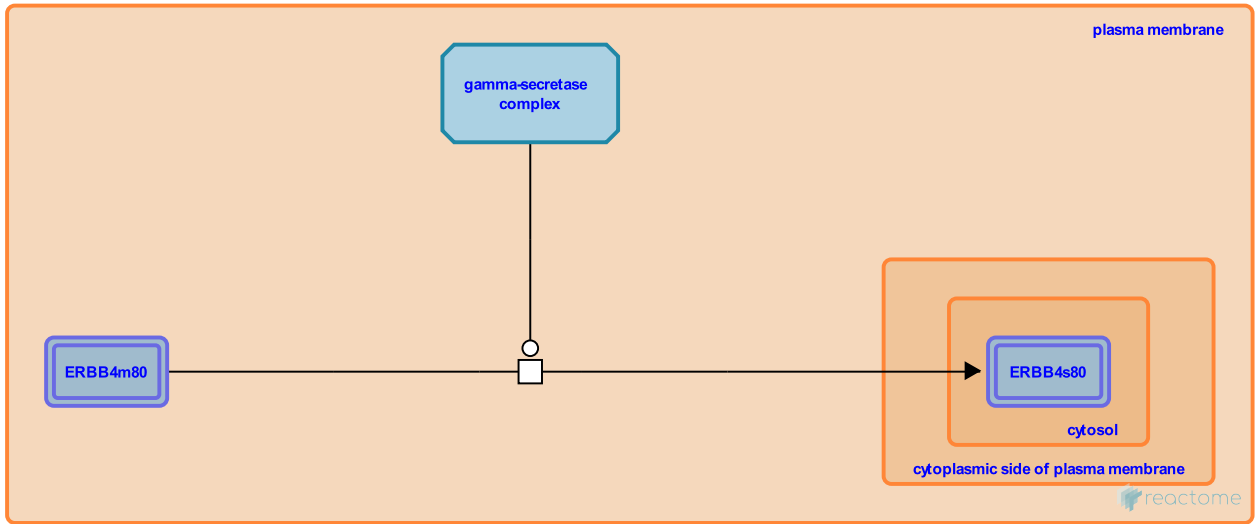 plasma membrane
gamma-secretase
complex
ERBB4m80
ERBB4s80
cytosol
cytoplasmic side of plasma membrane
reactome